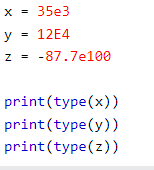 x = 35e3
y = 12E4
z = -87.7e100
print(type(x))
print(type(y))
print(type(z))